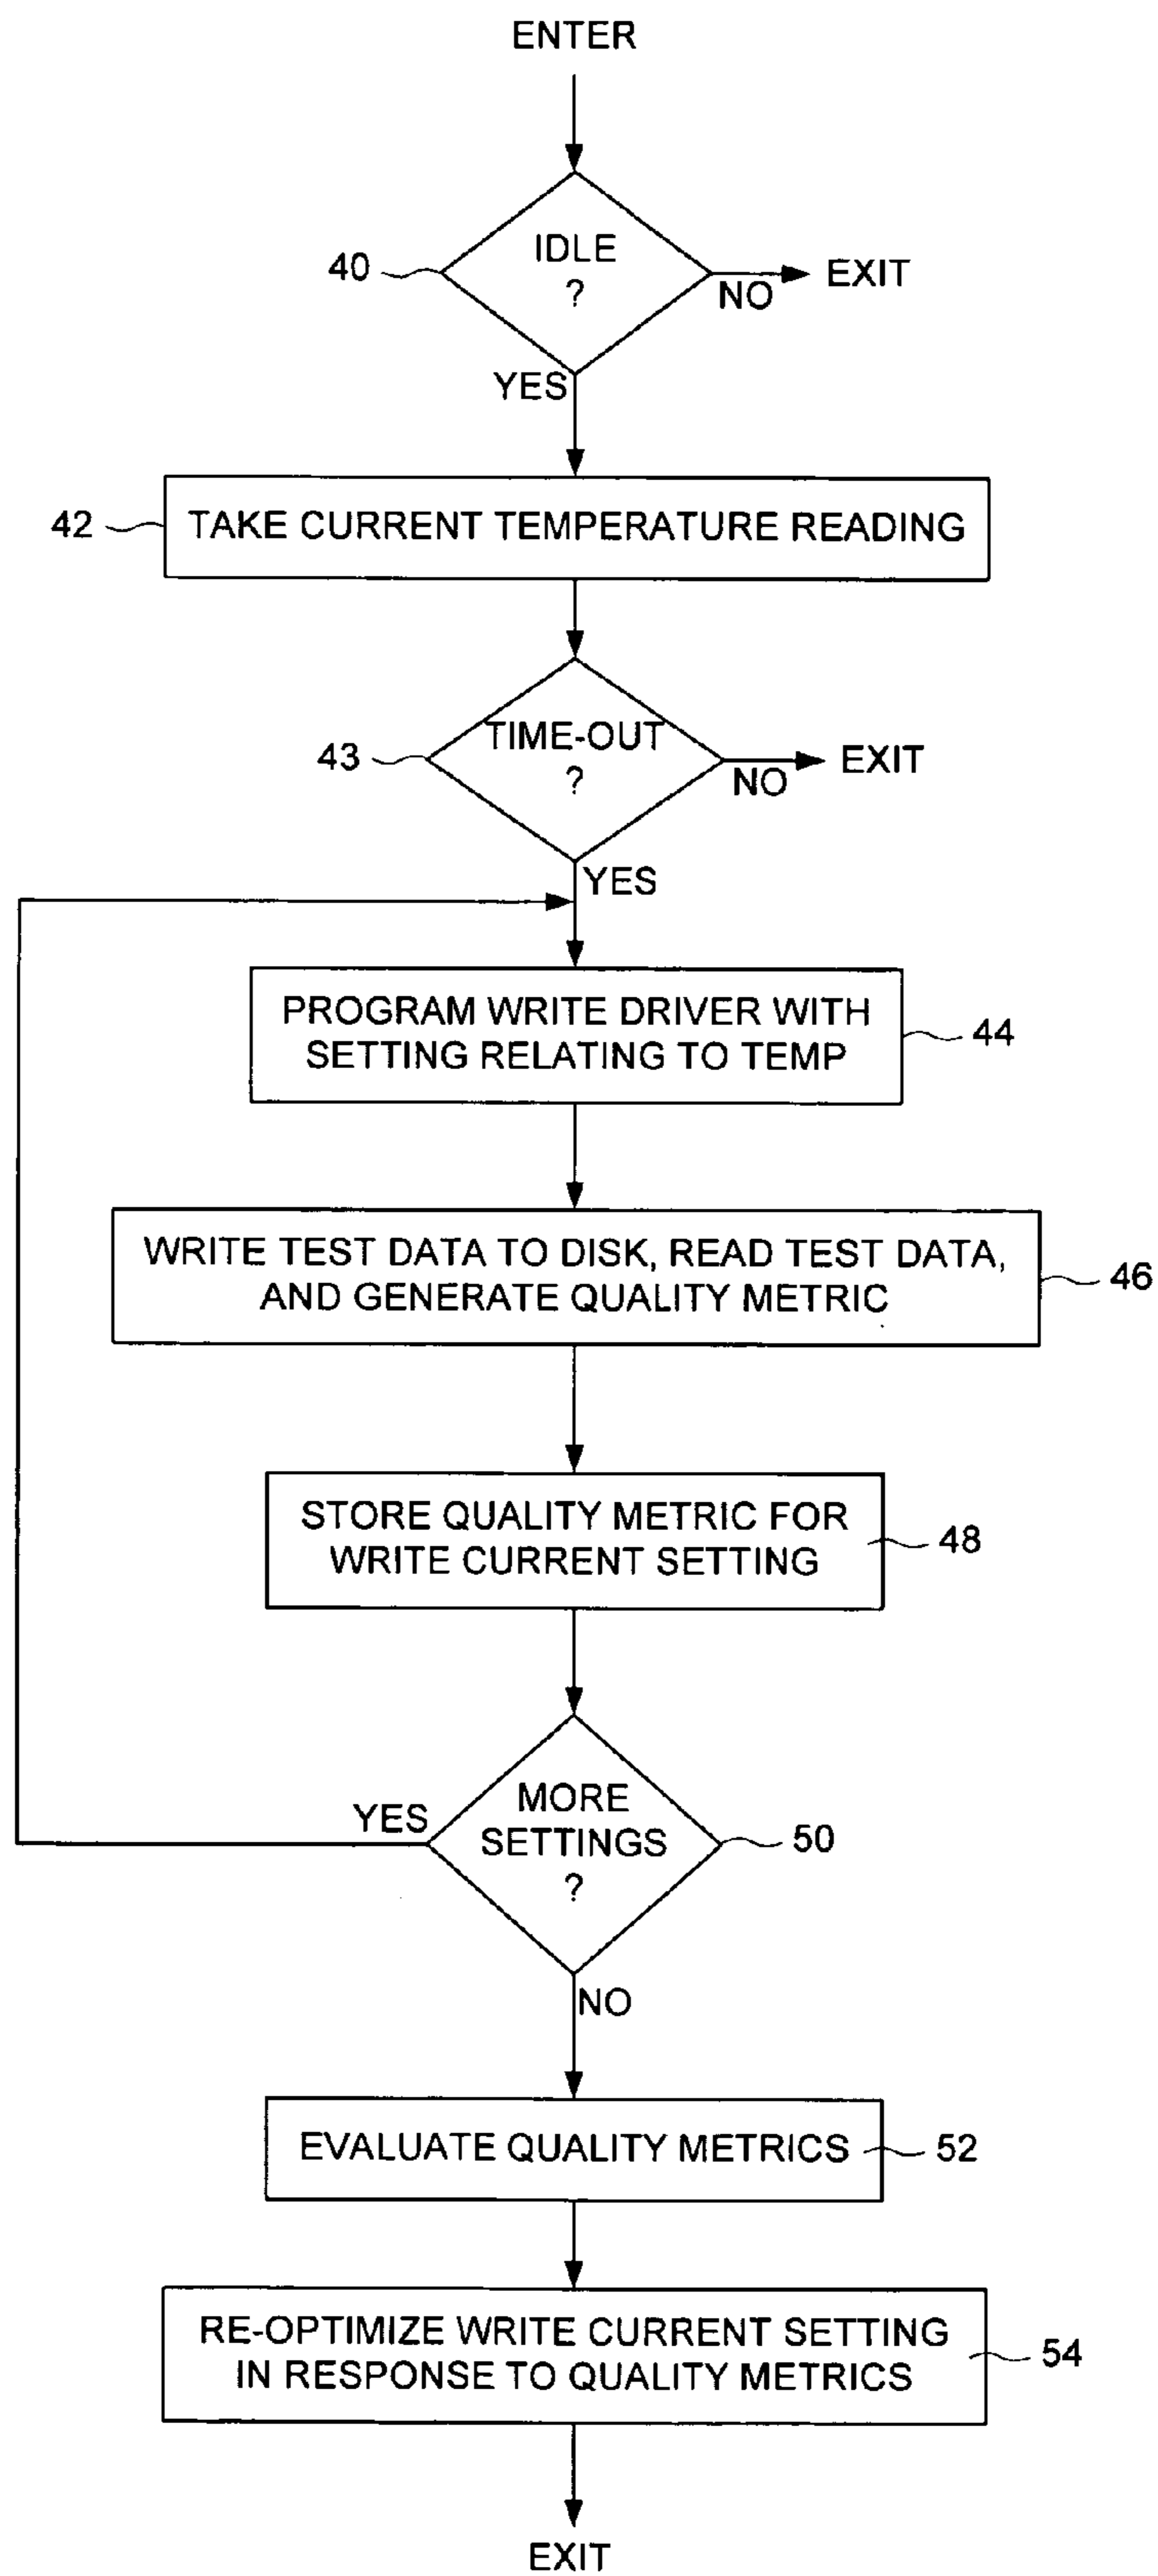 ENTER
IDLE
?
40
NO
EXIT
YES
42
TAKE CURRENT TEMPERATURE READING
TIME-OUT
?
43
NO
EXIT
YES
PROGRAM WRITE DRIVER WITH
SETTING RELATING TO TEMP
44
WRITE TEST DATA TO DISK, READ TEST DATA,
AND GENERATE QUALITY METRIC
46
STORE QUALITY METRIC FOR
WRITE CURRENT SETTING
48
YES
MORE
SETTINGS
?
50
NO
EVALUATE QUALITY METRICS
52
RE-OPTIMIZE WRITE CURRENT SETTING
IN RESPONSE TO QUALITY METRICS
54
EXIT